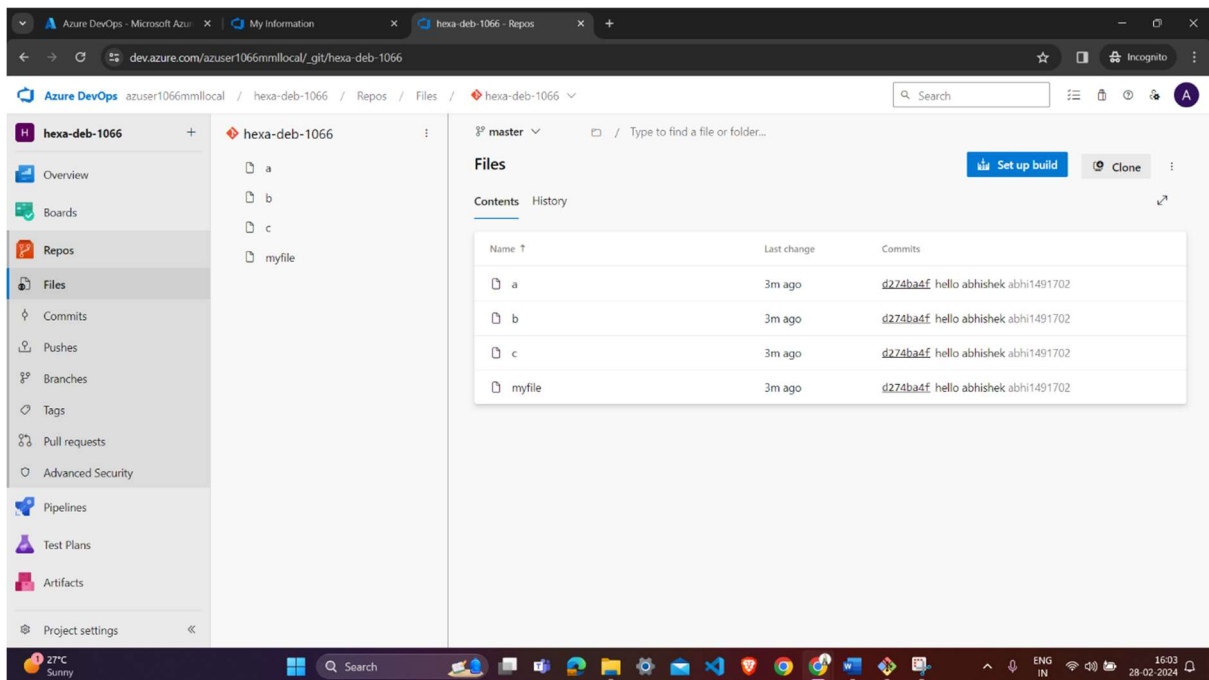 Azure DevOps - Microsoft Azur
My Information
hexa-deb-1066 - Repos
dev.azure.com/azuser1066mmllocal/_git/hexa-deb-1066
Incognito
Azure DevOps azuser1066mmllocal / hexa-deb-1066 / Repos / Files / hexa-deb-1066
Search
A
H hexa-deb-1066 +
Overview
Boards
Repos
Files
Commits
Pushes
Branches
Tags
Pull requests
Advanced Security
Pipelines
Test Plans
Artifacts
Project settings
hexa-deb-1066
a
b
c
myfile
master / Type to find a file or folder...
Files
Set up build
Clone
Contents History
Name ↑ Last change Commits
a 3m ago d274ba4f hello abhishek abhi1491702
b 3m ago d274ba4f hello abhishek abhi1491702
c 3m ago d274ba4f hello abhishek abhi1491702
myfile 3m ago d274ba4f hello abhishek abhi1491702
1
27°C
Sunny
Search
ENG
IN
16:03
28-02-2024